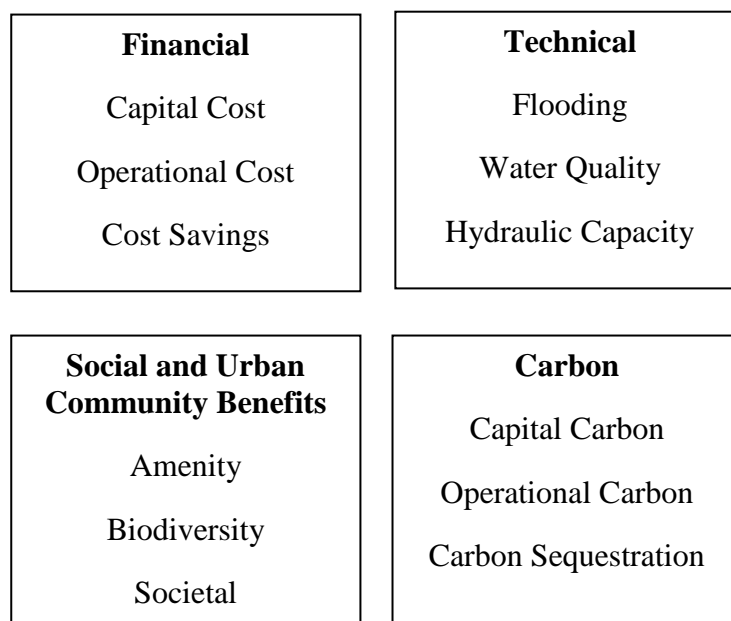 Financial
Capital Cost
Operational Cost
Cost Savings
Technical
Flooding
Water Quality
Hydraulic Capacity
Social and Urban
Community Benefits
Amenity
Biodiversity
Societal
Carbon
Capital Carbon
Operational Carbon
Carbon Sequestration